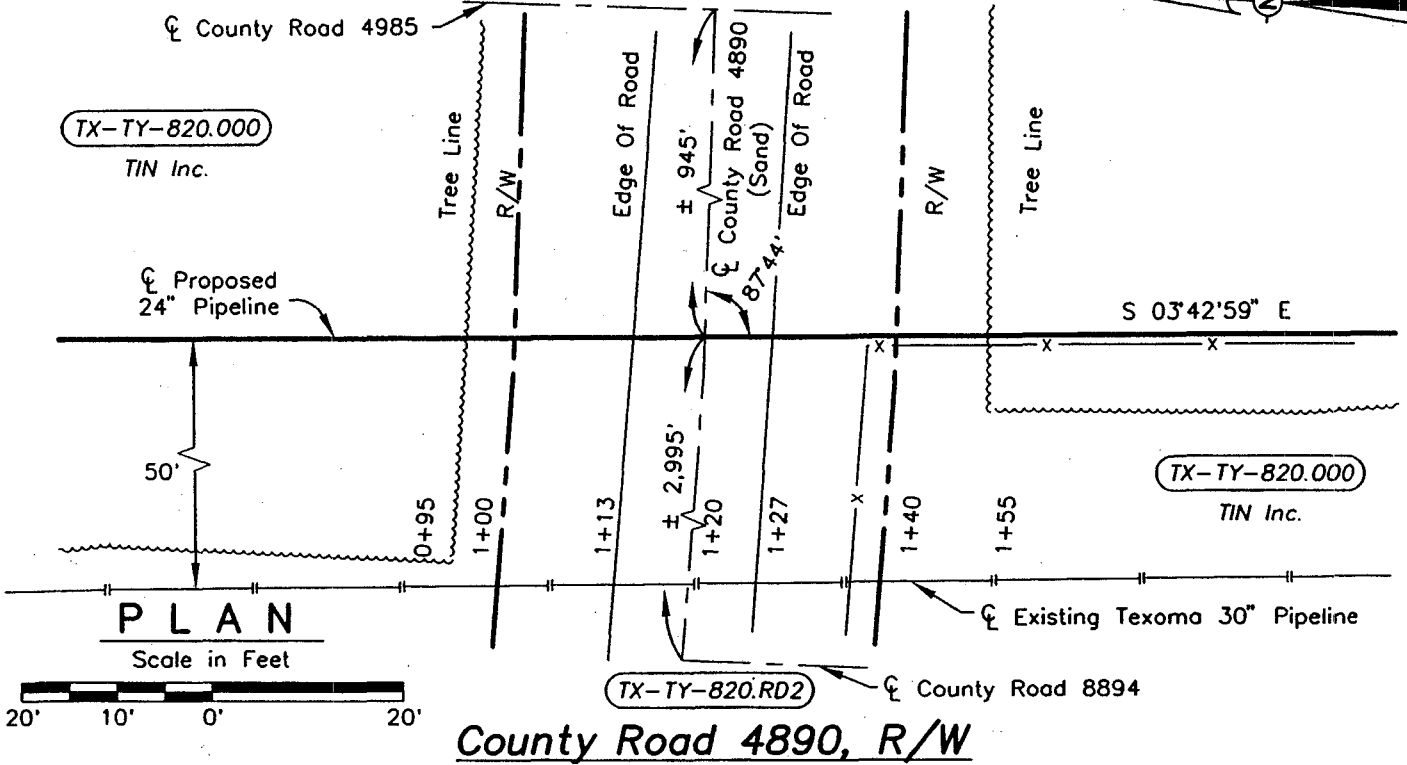 ℄ County Road 4985
TX-TY-820.000
TIN Inc.
Tree Line
R/W
Edge Of Road
± 945'
℄ County Road 4890
(Sand)
Edge Of Road
R/W
Tree Line
N
87°44'
℄ Proposed
24" Pipeline
S 03°42'59" E
X
X
X
50'
± 2,995'
X
0+95
1+00
1+13
1+20
1+27
1+40
1+55
TX-TY-820.000
TIN Inc.
PLAN
Scale in Feet
20' 10' 0' 20'
℄ Existing Texoma 30" Pipeline
TX-TY-820.RD2
℄ County Road 8894
County Road 4890, R/W